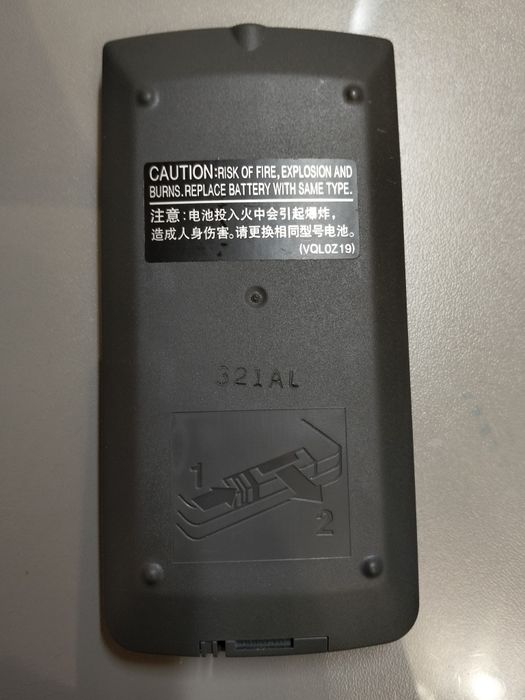 CAUTION:RISK OF FIRE, EXPLOSION AND
BURNS. REPLACE BATTERY WITH SAME TYPE.
注意:电池投入火中会引起爆炸,
造成人身伤害。请更换相同型号电池。
(VQL0Z19)
321AL
1
2